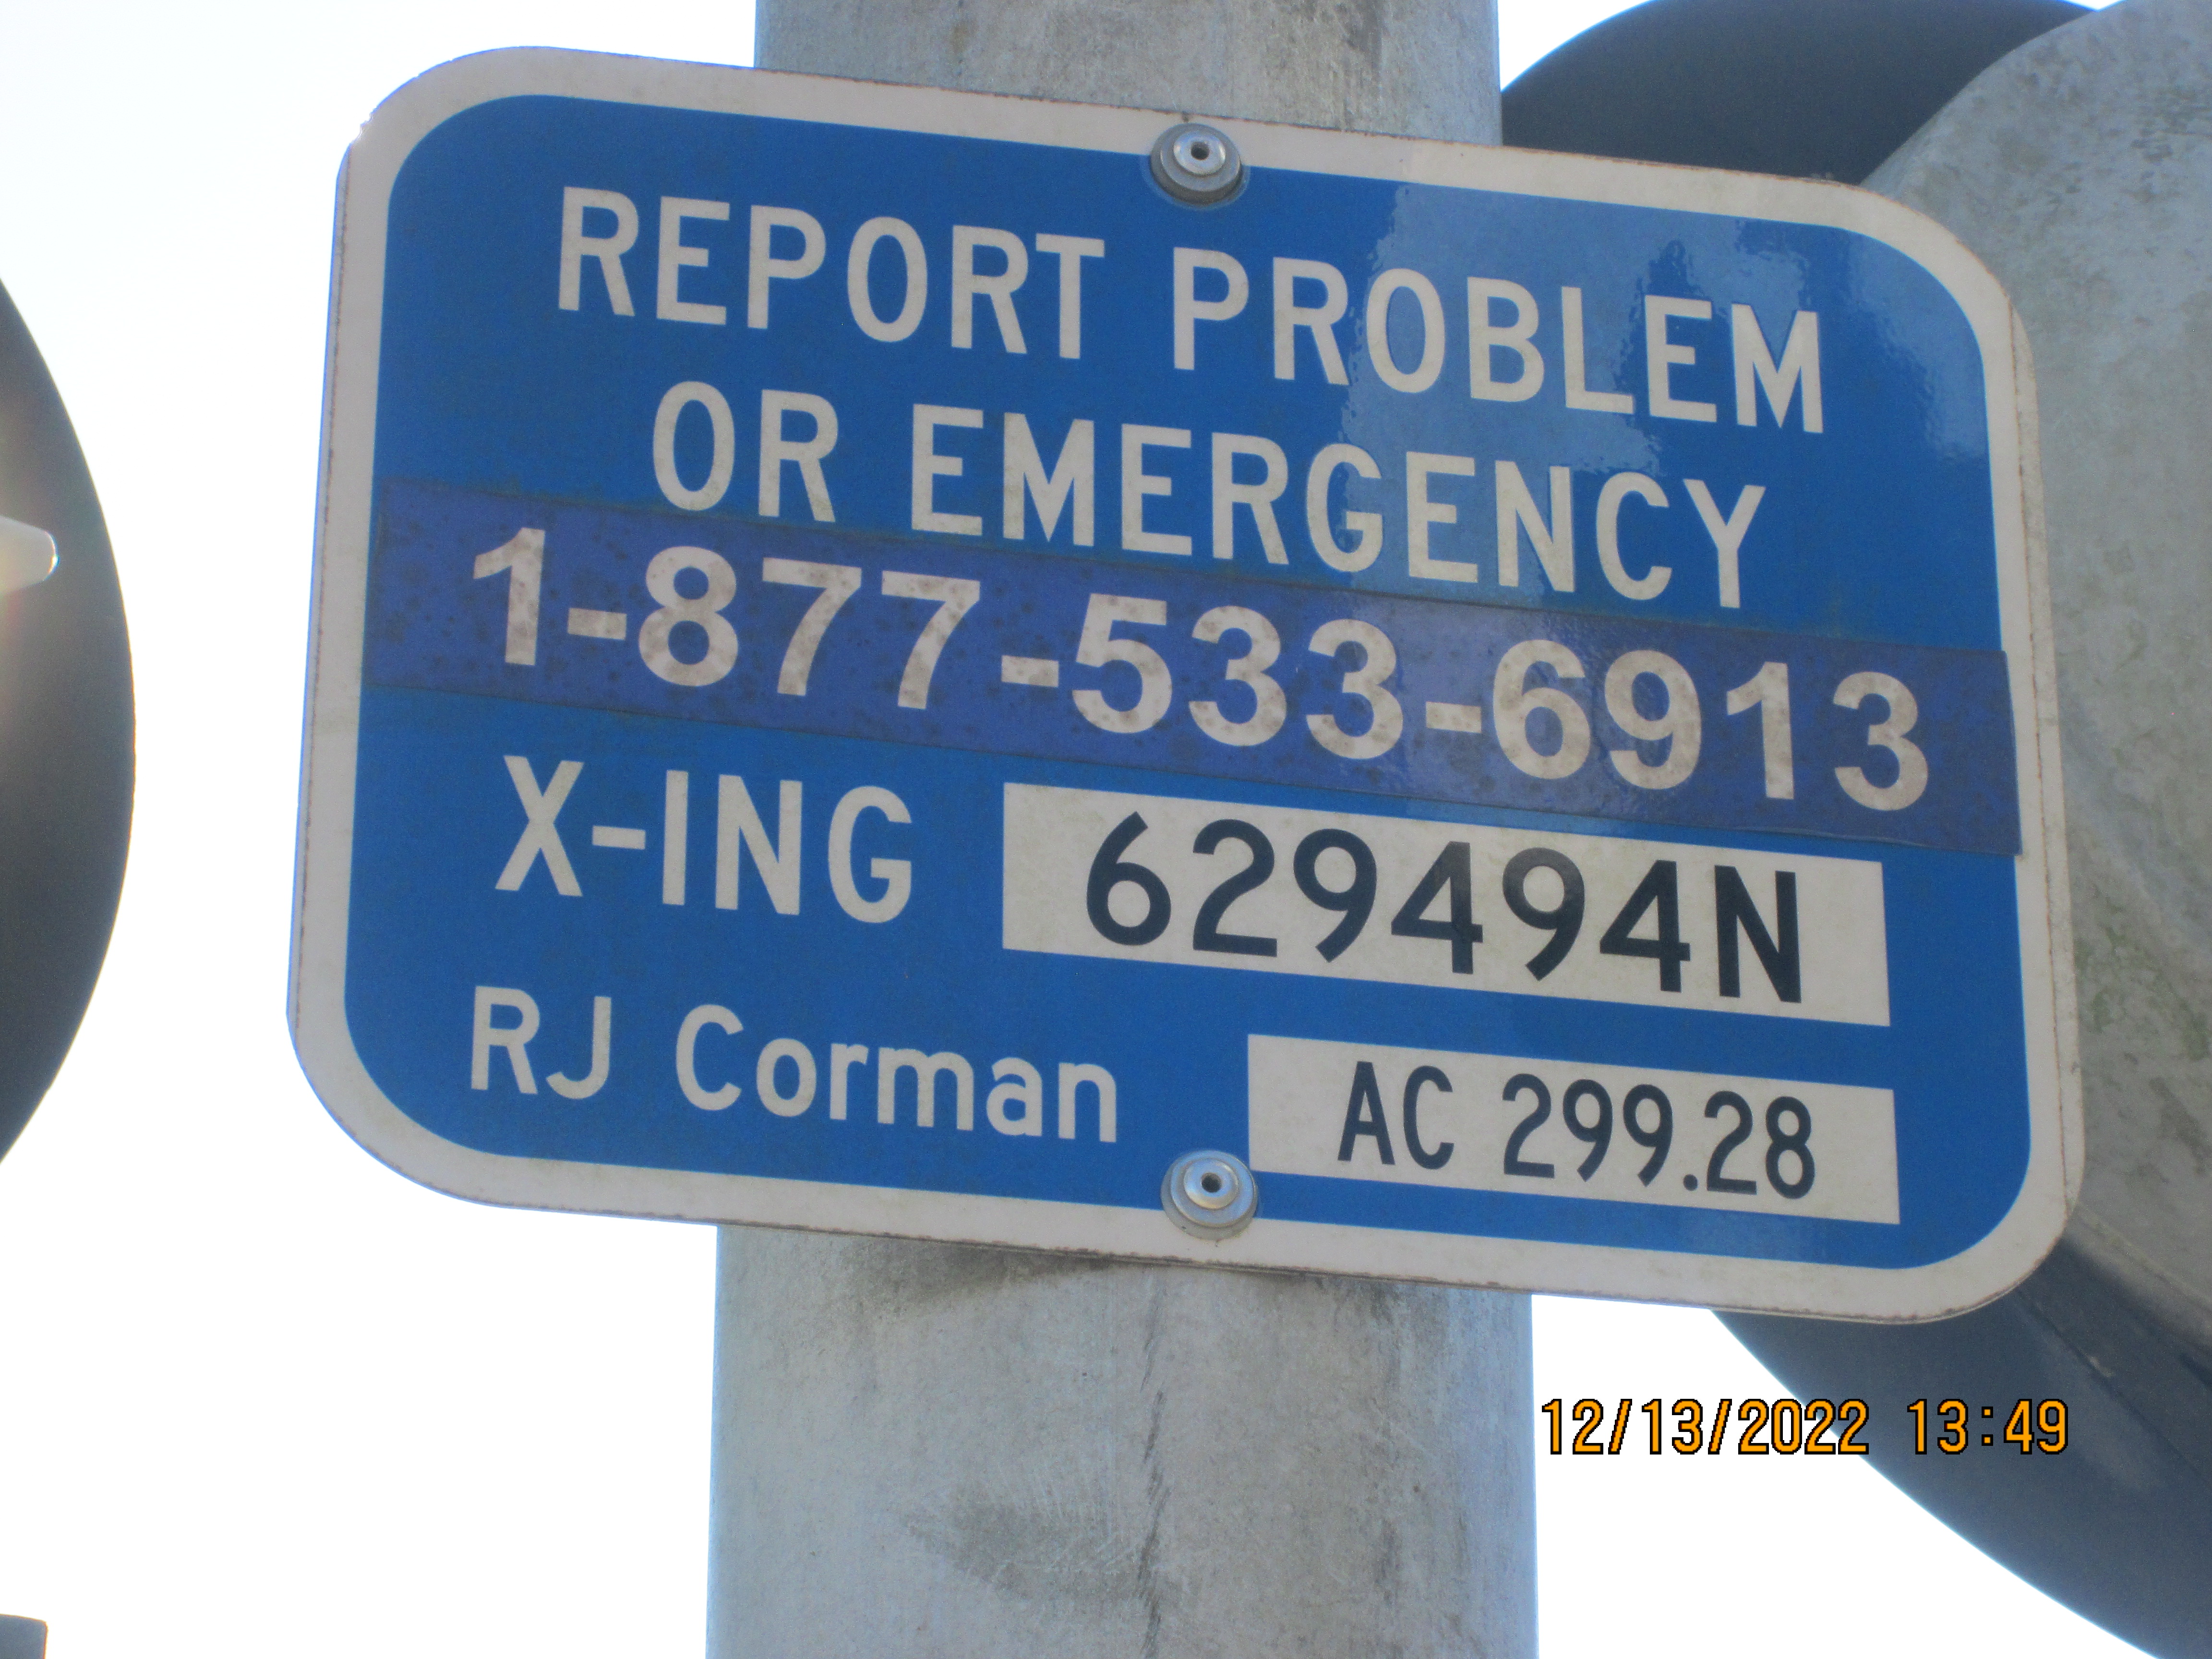 REPORT PROBLEM
OR EMERGENCY
1-877-533-6913
X-ING 629494N
RJ Corman AC 299.28
12/13/2022 13:49